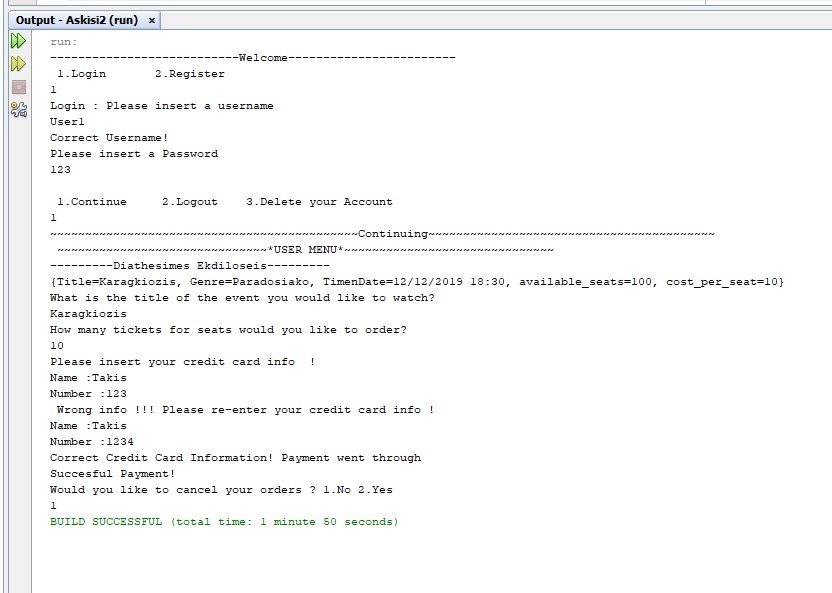 Output - Askisi2 (run) ×
run:
---------------------------Welcome------------------------
1.Login 2.Register
1
Login : Please insert a username
User1
Correct Username!
Please insert a Password
123
1.Continue 2.Logout 3.Delete your Account
1
~~~~~~~~~~~~~~~~~~~~~~~~~~~~~~~~~~~~~~~~~~~~Continuing~~~~~~~~~~~~~~~~~~~~~~~~~~~~~~~~~~~~~~~~~
~~~~~~~~~~~~~~~~~~~~~~~~~~~~~~*USER MENU*~~~~~~~~~~~~~~~~~~~~~~~~~~~~~~
---------Diathesimes Ekdiloseis---------
{Title=Karagkiozis, Genre=Paradosiako, TimenDate=12/12/2019 18:30, available_seats=100, cost_per_seat=10}
What is the title of the event you would like to watch?
Karagkiozis
How many tickets for seats would you like to order?
10
Please insert your credit card info  !
Name :Takis
Number :123
Wrong info !!! Please re-enter your credit card info !
Name :Takis
Number :1234
Correct Credit Card Information! Payment went through
Succesful Payment!
Would you like to cancel your orders ? 1.No 2.Yes
1
BUILD SUCCESSFUL (total time: 1 minute 50 seconds)